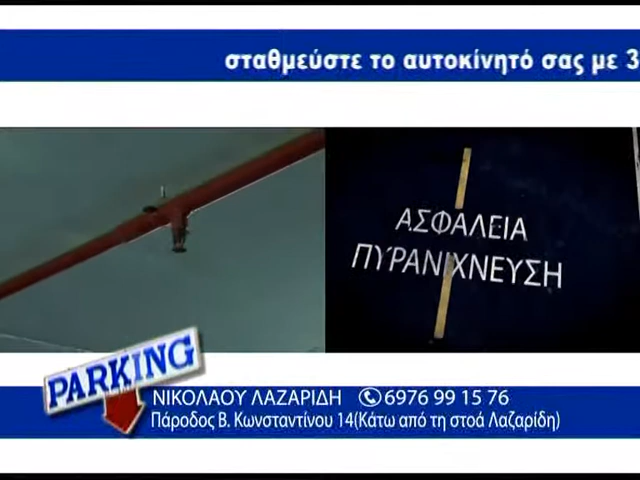 σταθμεύστε το αυτοκίνητό σας με 3
ΑΣΦΑΛΕΙΑ
ΠΥΡΑΝΙΧΝΕΥΣΗ
PARKING
ΝΙΚΟΛΑΟΥ ΛΑΖΑΡΙΔΗ 6976 99 15 76
Πάροδος Β. Κωνσταντίνου 14(Κάτω από τη στοά Λαζαρίδη)